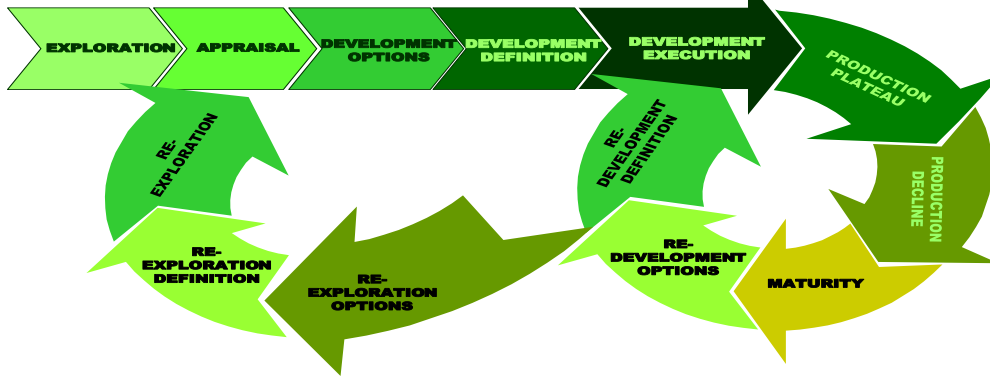 EXPLORATION
APPRAISAL
DEVELOPMENT
OPTIONS
DEVELOPMENT
DEFINITION
DEVELOPMENT
EXECUTION
PRODUCTION
PLATEAU
PRODUCTION
DECLINE
MATURITY
RE-
DEVELOPMENT
OPTIONS
RE-
DEVELOPMENT
DEFINITION
RE-
EXPLORATION
OPTIONS
RE-
EXPLORATION
DEFINITION
RE-
EXPLORATION